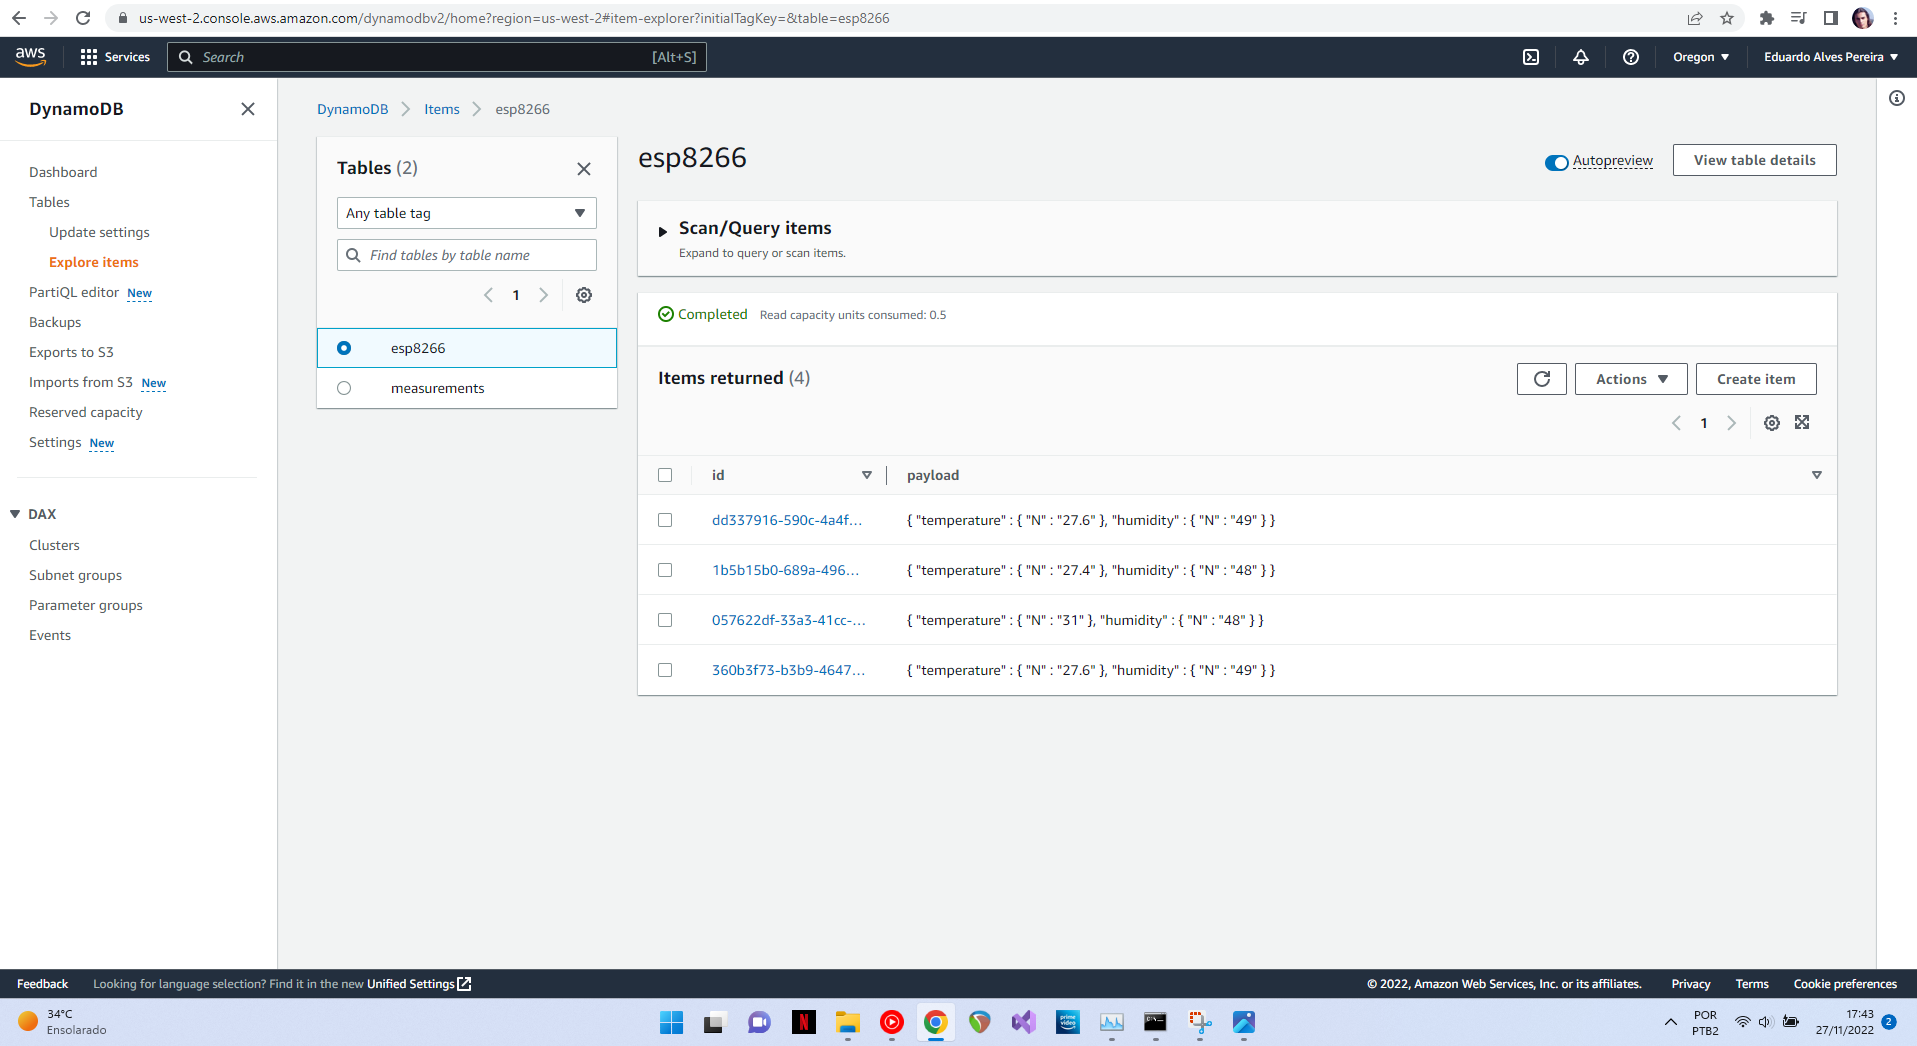 us-west-2.console.aws.amazon.com/dynamodbv2/home?region=us-west-2#item-explorer?initialTagKey=&table=esp8266
aws Services Search [Alt+S] Oregon Eduardo Alves Pereira
DynamoDB
Dashboard
Tables
Update settings
Explore items
PartiQL editor New
Backups
Exports to S3
Imports from S3 New
Reserved capacity
Settings New
DAX
Clusters
Subnet groups
Parameter groups
Events
DynamoDB Items esp8266
Tables (2)
Any table tag
Find tables by table name
1
esp8266
measurements
esp8266
Autopreview View table details
Scan/Query items
Expand to query or scan items.
Completed Read capacity units consumed: 0.5
Items returned (4)
Actions Create item
1
id payload
dd337916-590c-4a4f... { "temperature" : { "N" : "27.6" }, "humidity" : { "N" : "49" } }
1b5b15b0-689a-496... { "temperature" : { "N" : "27.4" }, "humidity" : { "N" : "48" } }
057622df-33a3-41cc-... { "temperature" : { "N" : "31" }, "humidity" : { "N" : "48" } }
360b3f73-b3b9-4647... { "temperature" : { "N" : "27.6" }, "humidity" : { "N" : "49" } }
Feedback Looking for language selection? Find it in the new Unified Settings © 2022, Amazon Web Services, Inc. or its affiliates. Privacy Terms Cookie preferences
34°C
Ensolarado
N
prime video
POR
PTB2
17:43
27/11/2022
2